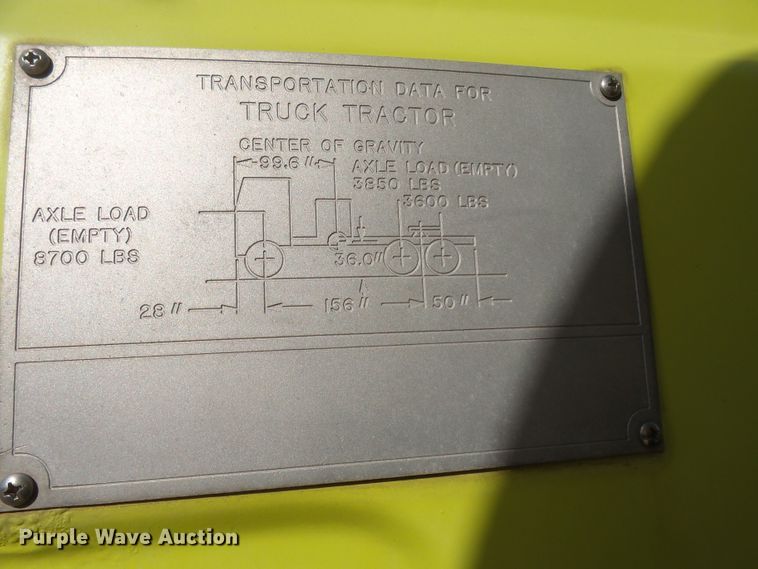 TRANSPORTATION DATA FOR
TRUCK TRACTOR
CENTER OF GRAVITY
99.6"
AXLE LOAD (EMPTY)
3850 LBS
3600 LBS
AXLE LOAD
(EMPTY)
8700 LBS
36.0"
28"
156"
50"
Purple Wave Auction